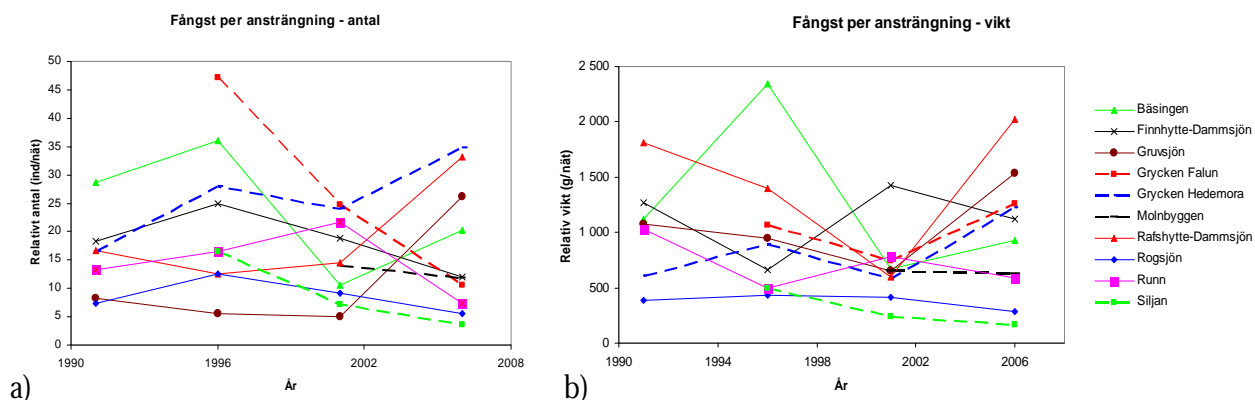 Fångst per ansträngning - antal
Relativt antal (ind/nät)
50
45
40
35
30
25
20
15
10
5
0
1990
1996
2002
2008
År
a)
Fångst per ansträngning - vikt
Relativ vikt (g/nät)
2 500
2 000
1 500
1 000
500
0
1990
1994
1998
2002
2006
År
b)
Bäsingen
Finnhytte-Dammsjön
Gruvsjön
Grycken Falun
Grycken Hedemora
Molnbyggen
Rafshytte-Dammsjön
Rogsjön
Runn
Siljan